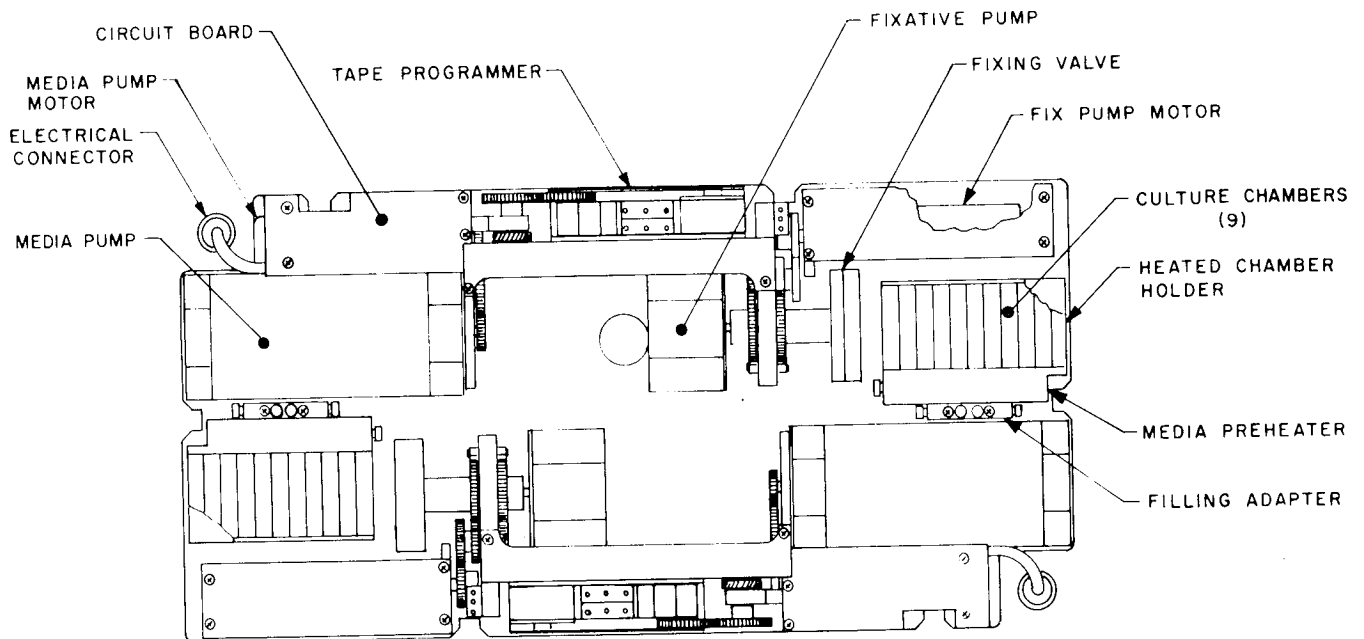 FIXATIVE PUMP
CIRCUIT BOARD
FIXING VALVE
TAPE PROGRAMMER
MEDIA PUMP
MOTOR
FIX PUMP MOTOR
ELECTRICAL
CONNECTOR
CULTURE CHAMBERS
(9)
MEDIA PUMP
HEATED CHAMBER
HOLDER
MEDIA PREHEATER
FILLING ADAPTER